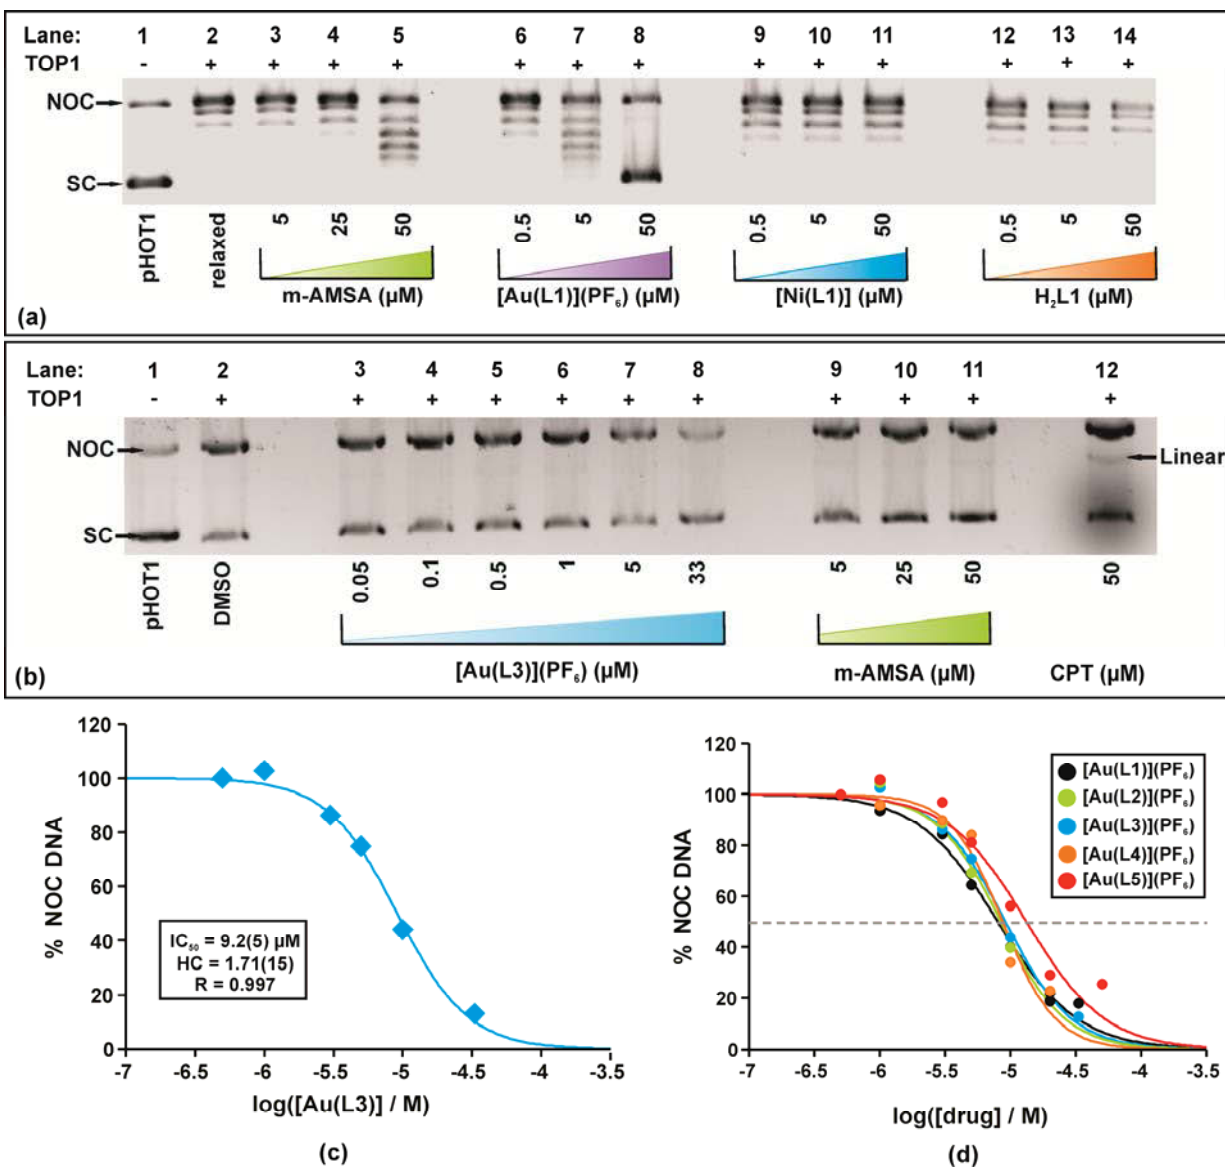 Lane: 1 2 3 4 5 6 7 8 9 10 11 12 13 14
TOP1 - + + + + + + + + + + + + +
NOC
SC
pHOT1 relaxed 5 25 50 0.5 5 50 0.5 5 50 0.5 5 50
m-AMSA (µM) [Au(L1)](PF₆) (µM) [Ni(L1)] (µM) H₂L1 (µM)
(a)
Lane: 1 2 3 4 5 6 7 8 9 10 11 12
TOP1 - + + + + + + + + + + +
NOC
Linear
SC
pHOT1 DMSO 0.05 0.1 0.5 1 5 33 5 25 50 50
[Au(L3)](PF₆) (µM) m-AMSA (µM) CPT (µM)
(b)
120
100
80
60
40
20
0
% NOC DNA
IC₅₀ = 9.2(5) µM
HC = 1.71(15)
R = 0.997
-7 -6.5 -6 -5.5 -5 -4.5 -4 -3.5
log([Au(L3)] / M)
(c)
120
100
80
60
40
20
0
% NOC DNA
[Au(L1)](PF₆)
[Au(L2)](PF₆)
[Au(L3)](PF₆)
[Au(L4)](PF₆)
[Au(L5)](PF₆)
-7 -6.5 -6 -5.5 -5 -4.5 -4 -3.5
log([drug] / M)
(d)